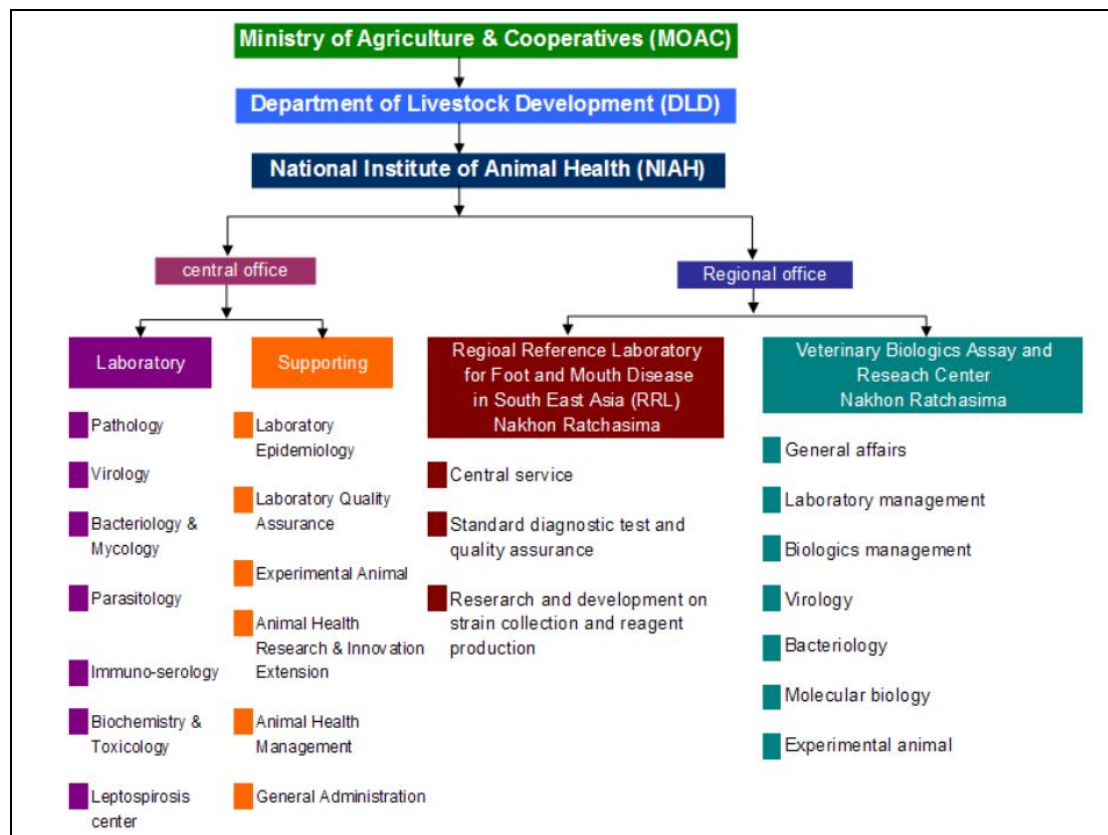 Ministry of Agriculture & Cooperatives (MOAC)
Department of Livestock Development (DLD)
National Institute of Animal Health (NIAH)
central office
Regional office
Laboratory
Supporting
Regioal Reference Laboratory
for Foot and Mouth Disease
in South East Asia (RRL)
Nakhon Ratchasima
Veterinary Biologics Assay and
Reseach Center
Nakhon Ratchasima
Pathology
Virology
Bacteriology &
Mycology
Parasitology
Immuno-serology
Biochemistry &
Toxicology
Leptospirosis
center
Laboratory
Epidemiology
Laboratory Quality
Assurance
Experimental Animal
Animal Health
Research & Innovation
Extension
Animal Health
Management
General Administration
Central service
Standard diagnostic test and
quality assurance
Reserarch and development on
strain collection and reagent
production
General affairs
Laboratory management
Biologics management
Virology
Bacteriology
Molecular biology
Experimental animal